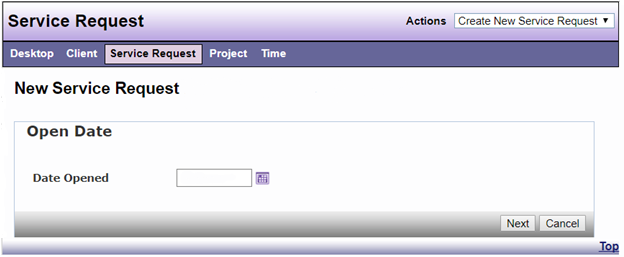 Service Request
Actions Create New Service Request
Desktop Client Service Request Project Time
New Service Request
Open Date
Date Opened
Next Cancel
Top